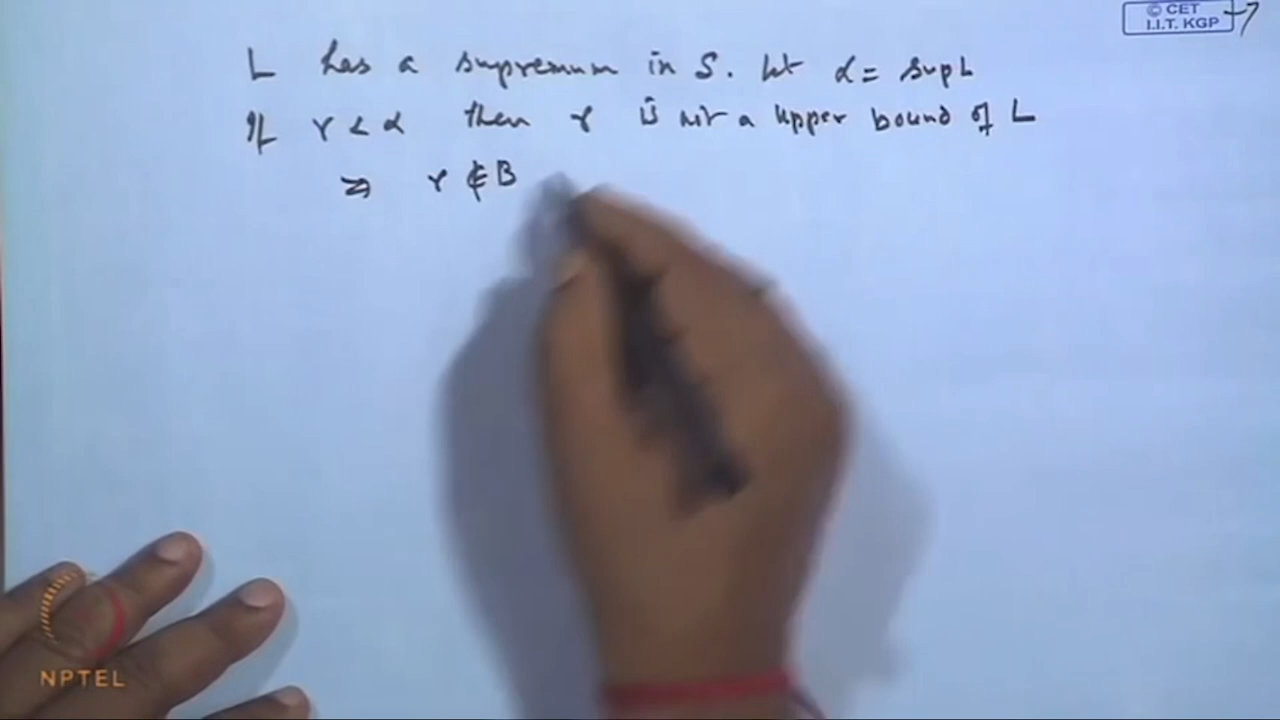 © CET
I.I.T. KGP
L has a supremum in S. Let α = sup L
If γ < α then γ is not a upper bound of L
⇒ γ ∉ B
NPTEL